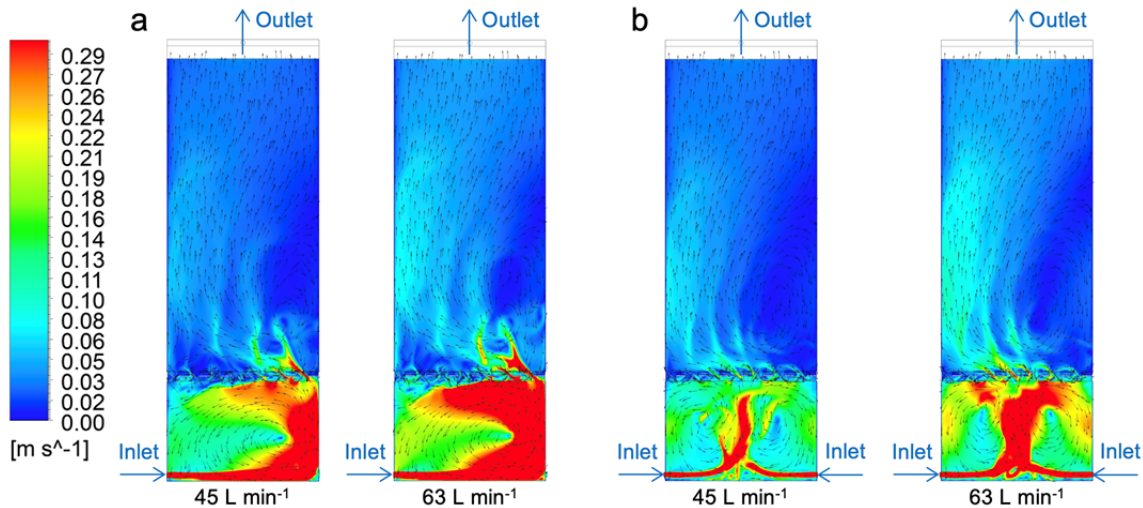 a
Outlet
Outlet
b
Outlet
Outlet
0.29
0.27
0.26
0.24
0.22
0.21
0.19
0.18
0.16
0.14
0.13
0.11
0.10
0.08
0.06
0.05
0.03
0.02
0.00
[m s^-1]
Inlet
Inlet
Inlet
Inlet
Inlet
Inlet
45 L min⁻¹
63 L min⁻¹
45 L min⁻¹
63 L min⁻¹